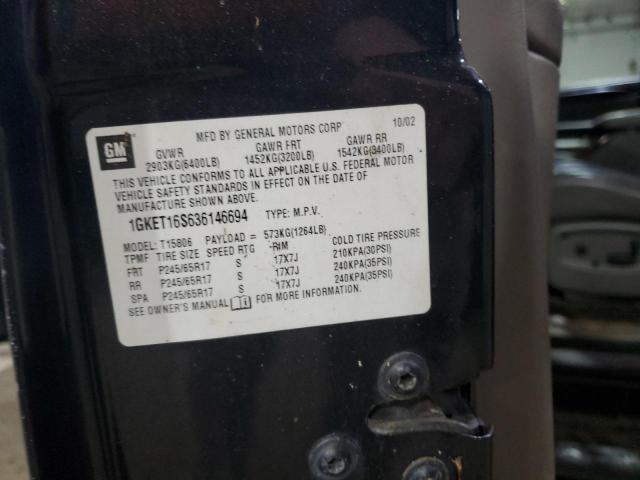 GM
MFD BY GENERAL MOTORS CORP 10/02
GVWR GAWR FRT GAWR RR
2903KG(6400LB) 1452KG(3200LB) 1542KG(3400LB)
THIS VEHICLE CONFORMS TO ALL APPLICABLE U.S. FEDERAL MOTOR
VEHICLE SAFETY STANDARDS IN EFFECT ON THE DATE OF
MANUFACTURE SHOWN ABOVE.
1GKET16S636146694 TYPE: M.P.V.
MODEL: T15806 PAYLOAD = 573KG(1264LB)
TPMF TIRE SIZE SPEED RTG RIM COLD TIRE PRESSURE
FRT P245/65R17 S 17X7J 210KPA(30PSI)
RR P245/65R17 S 17X7J 240KPA(35PSI)
SPA P245/65R17 S 17X7J 240KPA(35PSI)
SEE OWNER'S MANUAL FOR MORE INFORMATION.